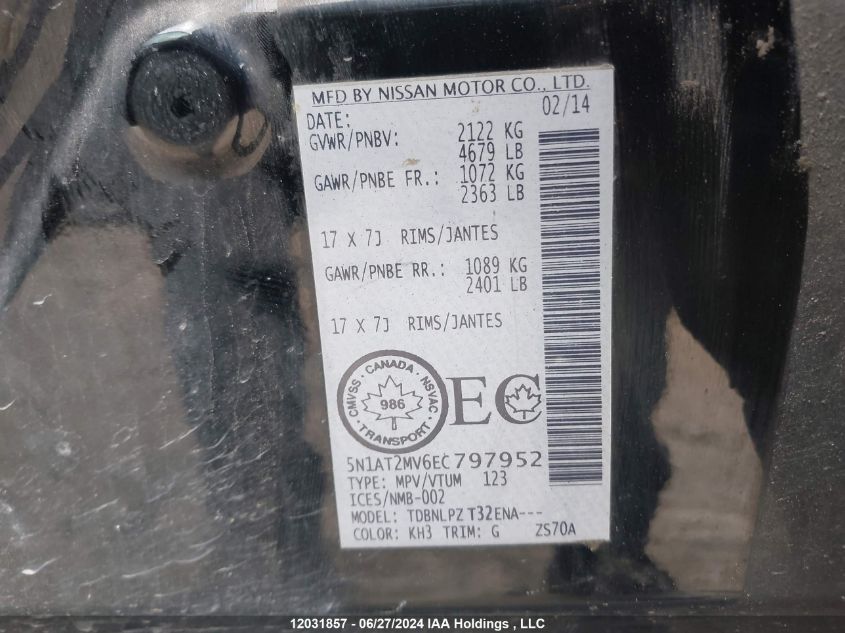 MFD BY NISSAN MOTOR CO., LTD.
DATE: 02/14
GVWR/PNBV: 2122 KG
4679 LB
GAWR/PNBE FR.: 1072 KG
2363 LB
17 X 7J RIMS/JANTES
GAWR/PNBE RR.: 1089 KG
2401 LB
17 X 7J RIMS/JANTES
CMVSS · CANADA · NSVAC
986
· TRANSPORT ·
EC
5N1AT2MV6EC797952
TYPE: MPV/VTUM 123
ICES/NMB-002
MODEL: TDBNLPZ T32ENA---
COLOR: KH3 TRIM: G ZS70A
12031857 - 06/27/2024 IAA Holdings , LLC